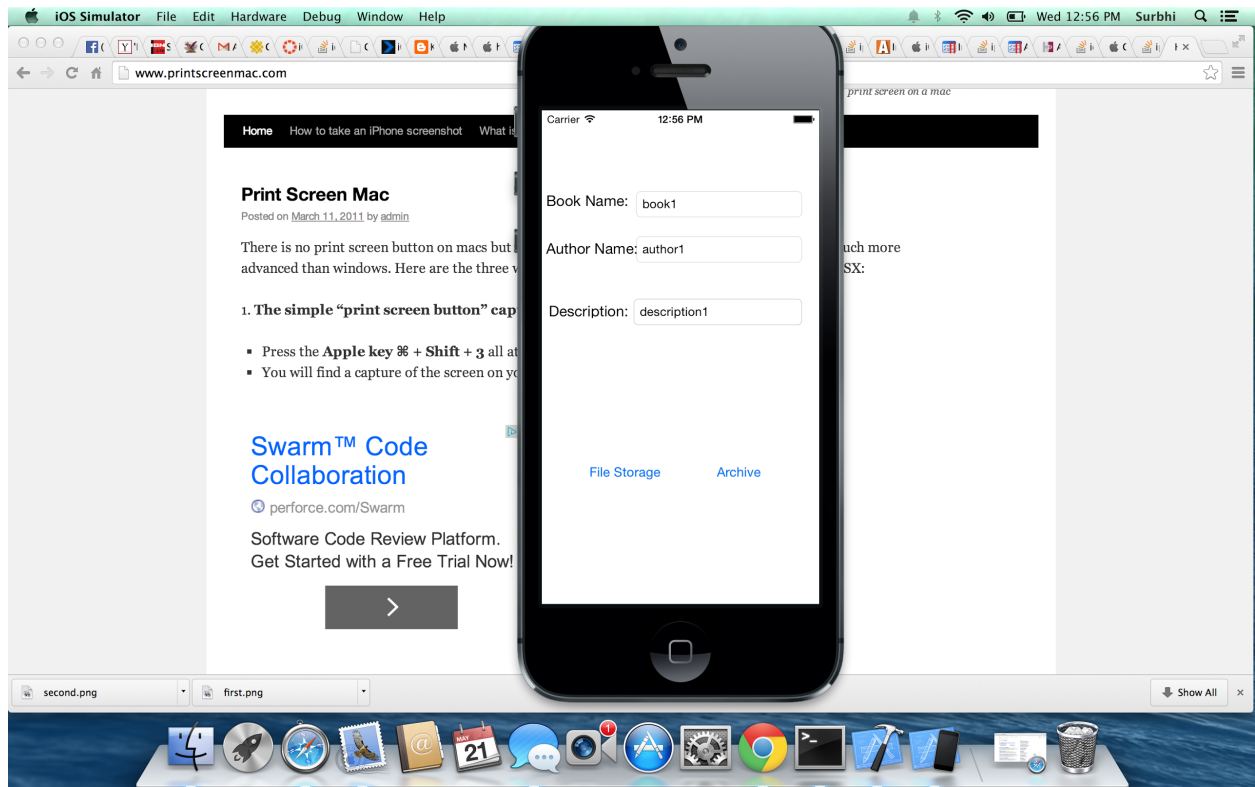 iOS Simulator File Edit Hardware Debug Window Help Wed 12:56 PM Surbhi
www.printscreenmac.com
print screen on a mac
Home How to take an iPhone screenshot What is
Print Screen Mac
Posted on March 11, 2011 by admin
There is no print screen button on macs but uch more
advanced than windows. Here are the three SX:
1. The simple “print screen button” cap
Press the Apple key ⌘ + Shift + 3 all at
You will find a capture of the screen on yo
Swarm™ Code
Collaboration
perforce.com/Swarm
Software Code Review Platform.
Get Started with a Free Trial Now!
Carrier 12:56 PM
Book Name: book1
Author Name: author1
Description: description1
File Storage Archive
second.png first.png Show All
MAY
21
1